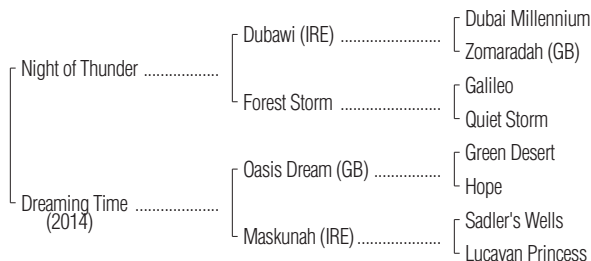 Dubai Millennium
Dubawi (IRE) ........................
Zomaradah (GB)
Night of Thunder ..................
Galileo
Forest Storm ........................
Quiet Storm
Green Desert
Oasis Dream (GB) ................
Hope
Dreaming Time ....................
(2014)
Sadler's Wells
Maskunah (IRE) ....................
Lucayan Princess